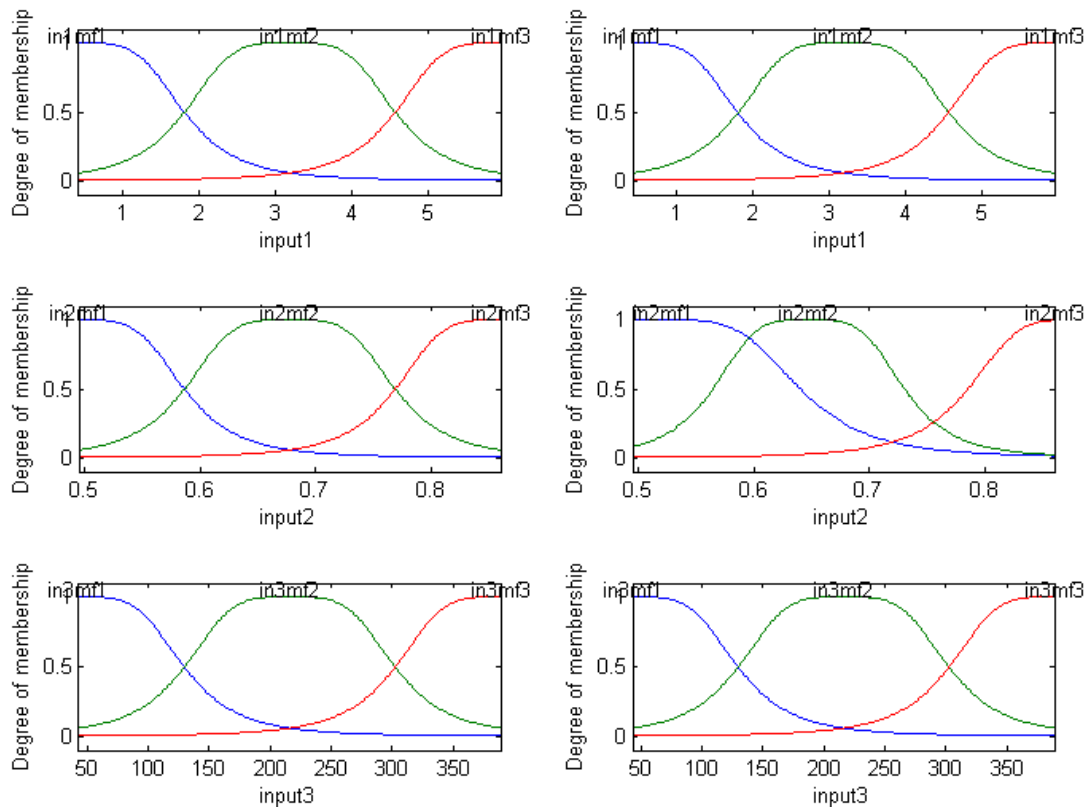 in1mf1 in1mf2 in1mf3
Degree of membership
1
0.5
0
1 2 3 4 5
input1
in1mf1 in1mf2 in1mf3
Degree of membership
1
0.5
0
1 2 3 4 5
input1
in2mf1 in2mf2 in2mf3
Degree of membership
1
0.5
0
0.5 0.6 0.7 0.8
input2
in2mf1 in2mf2 in2mf3
Degree of membership
1
0.5
0
0.5 0.6 0.7 0.8
input2
in3mf1 in3mf2 in3mf3
Degree of membership
1
0.5
0
50 100 150 200 250 300 350
input3
in3mf1 in3mf2 in3mf3
Degree of membership
1
0.5
0
50 100 150 200 250 300 350
input3